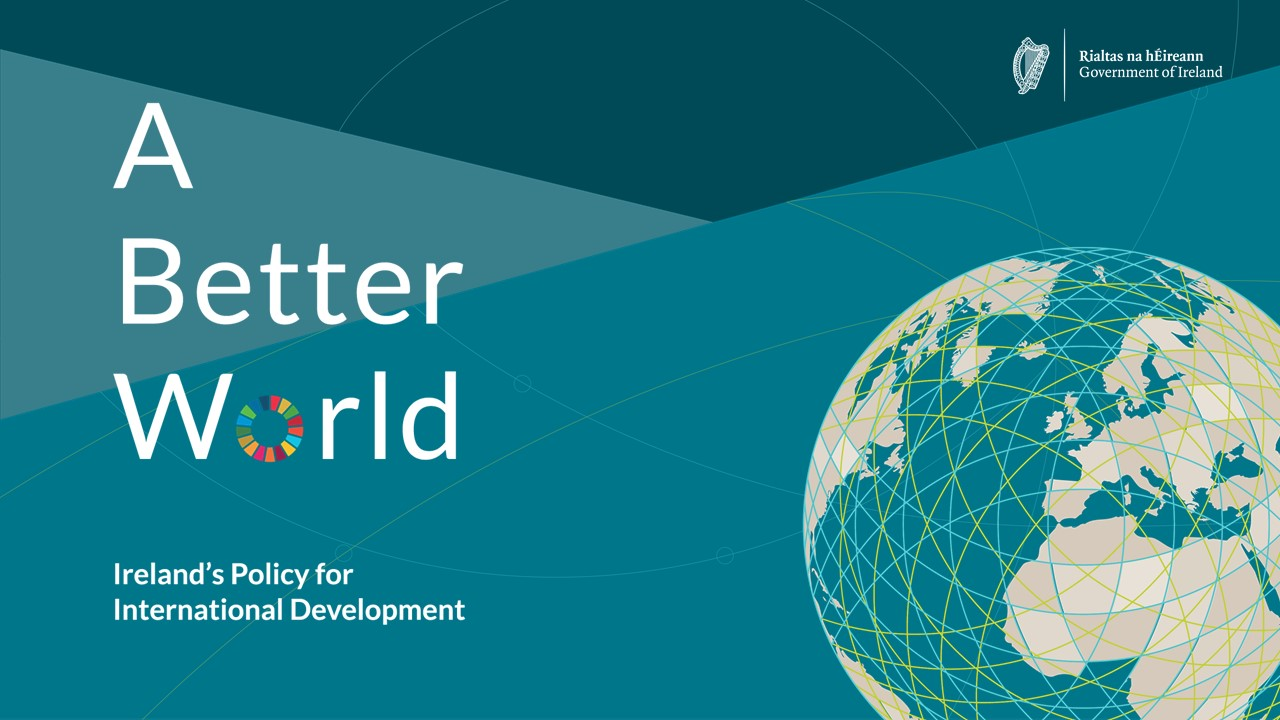 Rialtas na hÉireann
Government of Ireland
A
Better
World
Ireland’s Policy for
International Development